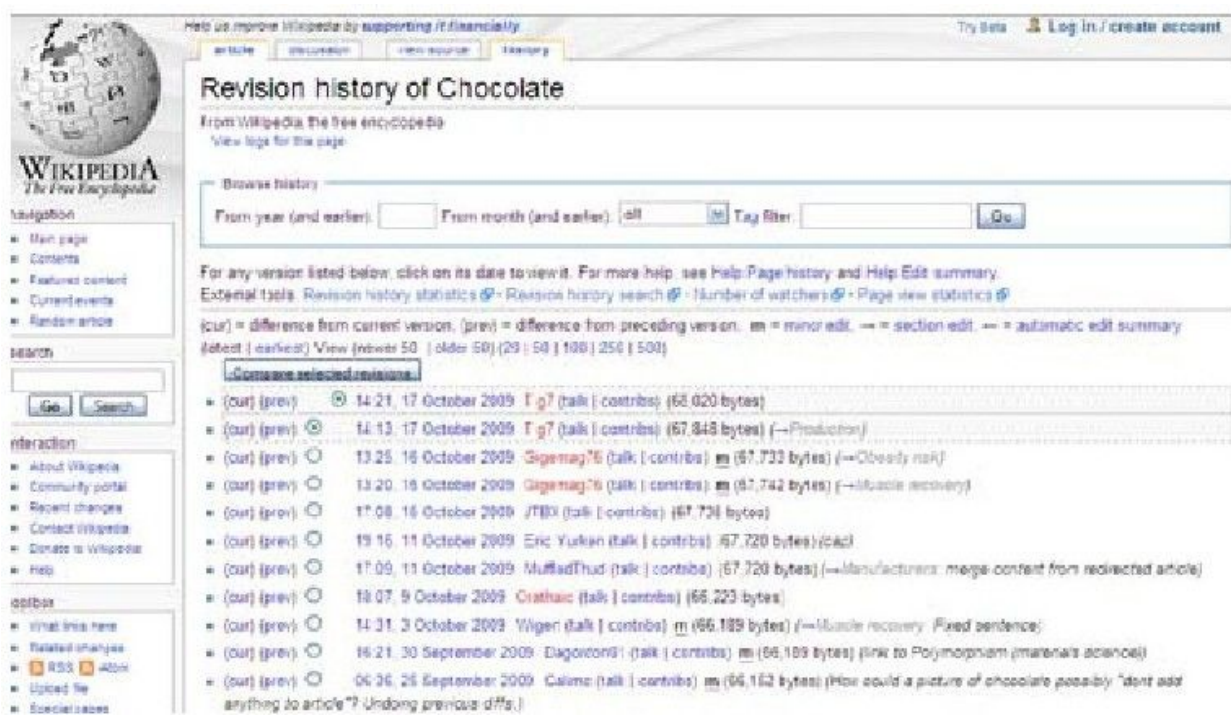 Help us improve Wikipedia by supporting it financially
Try Beta Log in / create account
article discussion view source history
Revision history of Chocolate
From Wikipedia, the free encyclopedia
View logs for this page
Browse history
From year (and earlier): From month (and earlier): all Tag filter: Go
For any version listed below, click on its date to view it. For more help, see Help:Page history and Help:Edit summary.
External tools: Revision history statistics · Revision history search · Number of watchers · Page view statistics
(cur) = difference from current version, (prev) = difference from preceding version, m = minor edit, → = section edit, ← = automatic edit summary
(latest | earliest) View (newer 50 | older 50) (20 | 50 | 100 | 250 | 500)
Compare selected revisions
(cur) (prev) 14:21, 17 October 2009 (talk | contribs) (68,020 bytes)
(cur) (prev) 14:13, 17 October 2009 (talk | contribs) (67,848 bytes) (→Production)
(cur) (prev) 13:25, 16 October 2009 Gigemag76 (talk | contribs) m (67,733 bytes) (→Obesity risk)
(cur) (prev) 13:20, 16 October 2009 Gigemag76 (talk | contribs) m (67,742 bytes) (→Muscle recovery)
(cur) (prev) 17:08, October 2009 JTBX (talk | contribs) (67,736 bytes)
(cur) (prev) 19:16, 11 October 2009 Eric Yurken (talk | contribs) (67,720 bytes) (cap)
(cur) (prev) 17:09, 11 October 2009 MuffledThud (talk | contribs) (67,720 bytes) (→Manufacturers: merge content from redirected article)
(cur) (prev) 18:07, 9 October 2009 Crathaic (talk | contribs) (66,223 bytes)
(cur) (prev) 14:31, 3 October 2009 Wigen (talk | contribs) m (66,189 bytes) (→Muscle recovery: Fixed sentence)
(cur) (prev) 16:21, 30 September 2009 (talk | contribs) m (66,189 bytes) (link to Polymorphism (materials science))
(cur) (prev) September 2009 Calimo (talk | contribs) m (66,162 bytes) (How could a picture of chocolate possibly "dont add
anything to article"? Undoing previous diffs.)
WIKIPEDIA
The Free Encyclopedia
navigation
Main page
Contents
Featured content
Current events
Random article
search
Go Search
interaction
About Wikipedia
Community portal
Recent changes
Contact Wikipedia
Donate to Wikipedia
Help
toolbox
What links here
Related changes
RSS Atom
Upload file
Special pages